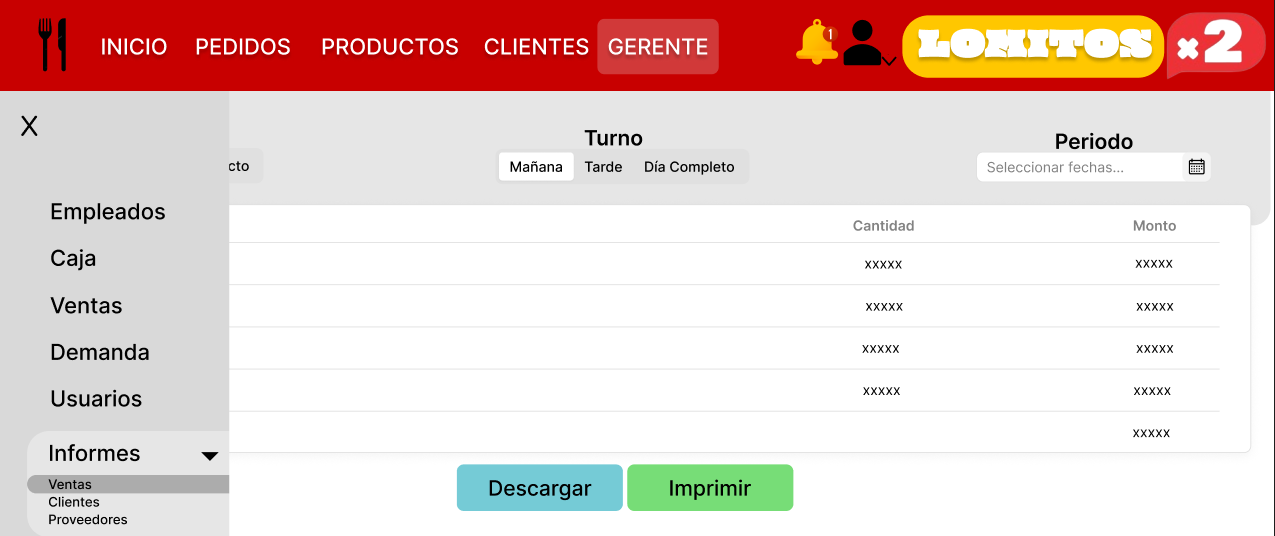 INICIO PEDIDOS PRODUCTOS CLIENTES GERENTE 1 LOMITOS x2
X
Turno Periodo
cto Mañana Tarde Día Completo Seleccionar fechas...
Empleados
Cantidad Monto
Caja xxxxx xxxxx
Ventas xxxxx xxxxx
Demanda xxxxx xxxxx
Usuarios xxxxx xxxxx
xxxxx
Informes
Ventas
Clientes
Proveedores
Descargar Imprimir